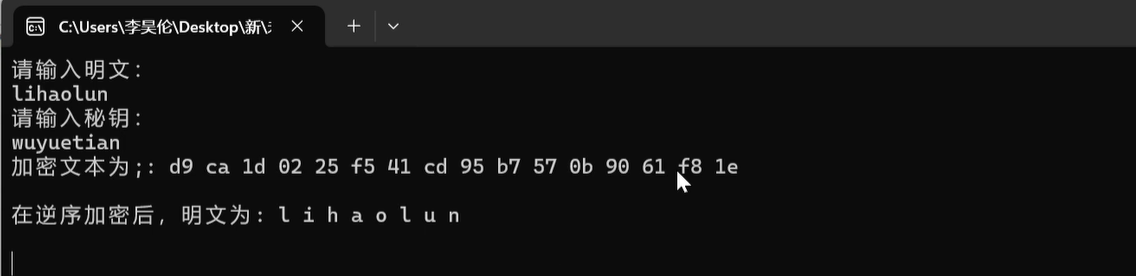 C:\Users\李昊伦\Desktop\新\
请输入明文:
lihaolun
请输入秘钥:
wuyuetian
加密文本为;: d9 ca 1d 02 25 f5 41 cd 95 b7 57 0b 90 61 f8 1e
在逆序加密后，明文为: l i h a o l u n